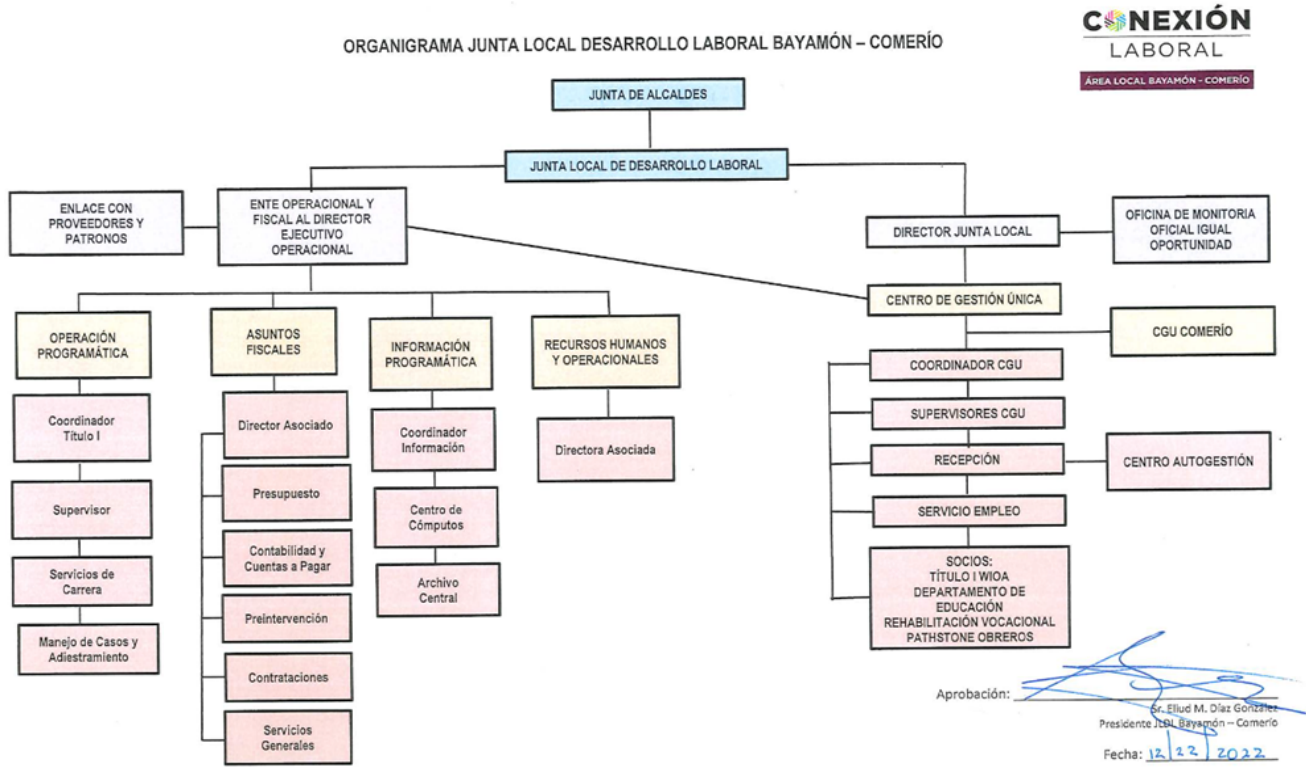 CONEXIÓN
LABORAL
ÁREA LOCAL BAYAMÓN - COMERÍO
ORGANIGRAMA JUNTA LOCAL DESARROLLO LABORAL BAYAMÓN – COMERÍO
JUNTA DE ALCALDES
JUNTA LOCAL DE DESARROLLO LABORAL
ENLACE CON
PROVEEDORES Y
PATRONOS
ENTE OPERACIONAL Y
FISCAL AL DIRECTOR
EJECUTIVO
OPERACIONAL
DIRECTOR JUNTA LOCAL
OFICINA DE MONITORIA
OFICIAL IGUAL
OPORTUNIDAD
CENTRO DE GESTIÓN ÚNICA
CGU COMERÍO
OPERACIÓN
PROGRAMÁTICA
Coordinador
Título I
Supervisor
Servicios de
Carrera
Manejo de Casos y
Adiestramiento
ASUNTOS
FISCALES
Director Asociado
Presupuesto
Contabilidad y
Cuentas a Pagar
Preintervención
Contrataciones
Servicios
Generales
INFORMACIÓN
PROGRAMÁTICA
Coordinador
Información
Centro de
Cómputos
Archivo
Central
RECURSOS HUMANOS
Y OPERACIONALES
Directora Asociada
COORDINADOR CGU
SUPERVISORES CGU
RECEPCIÓN
CENTRO AUTOGESTIÓN
SERVICIO EMPLEO
SOCIOS:
TÍTULO I WIOA
DEPARTAMENTO DE
EDUCACIÓN
REHABILITACIÓN VOCACIONAL
PATHSTONE OBREROS
Aprobación:
Sr. Eliud M. Díaz González
Presidente JLDL Bayamón – Comerío
Fecha: 12/22/2022